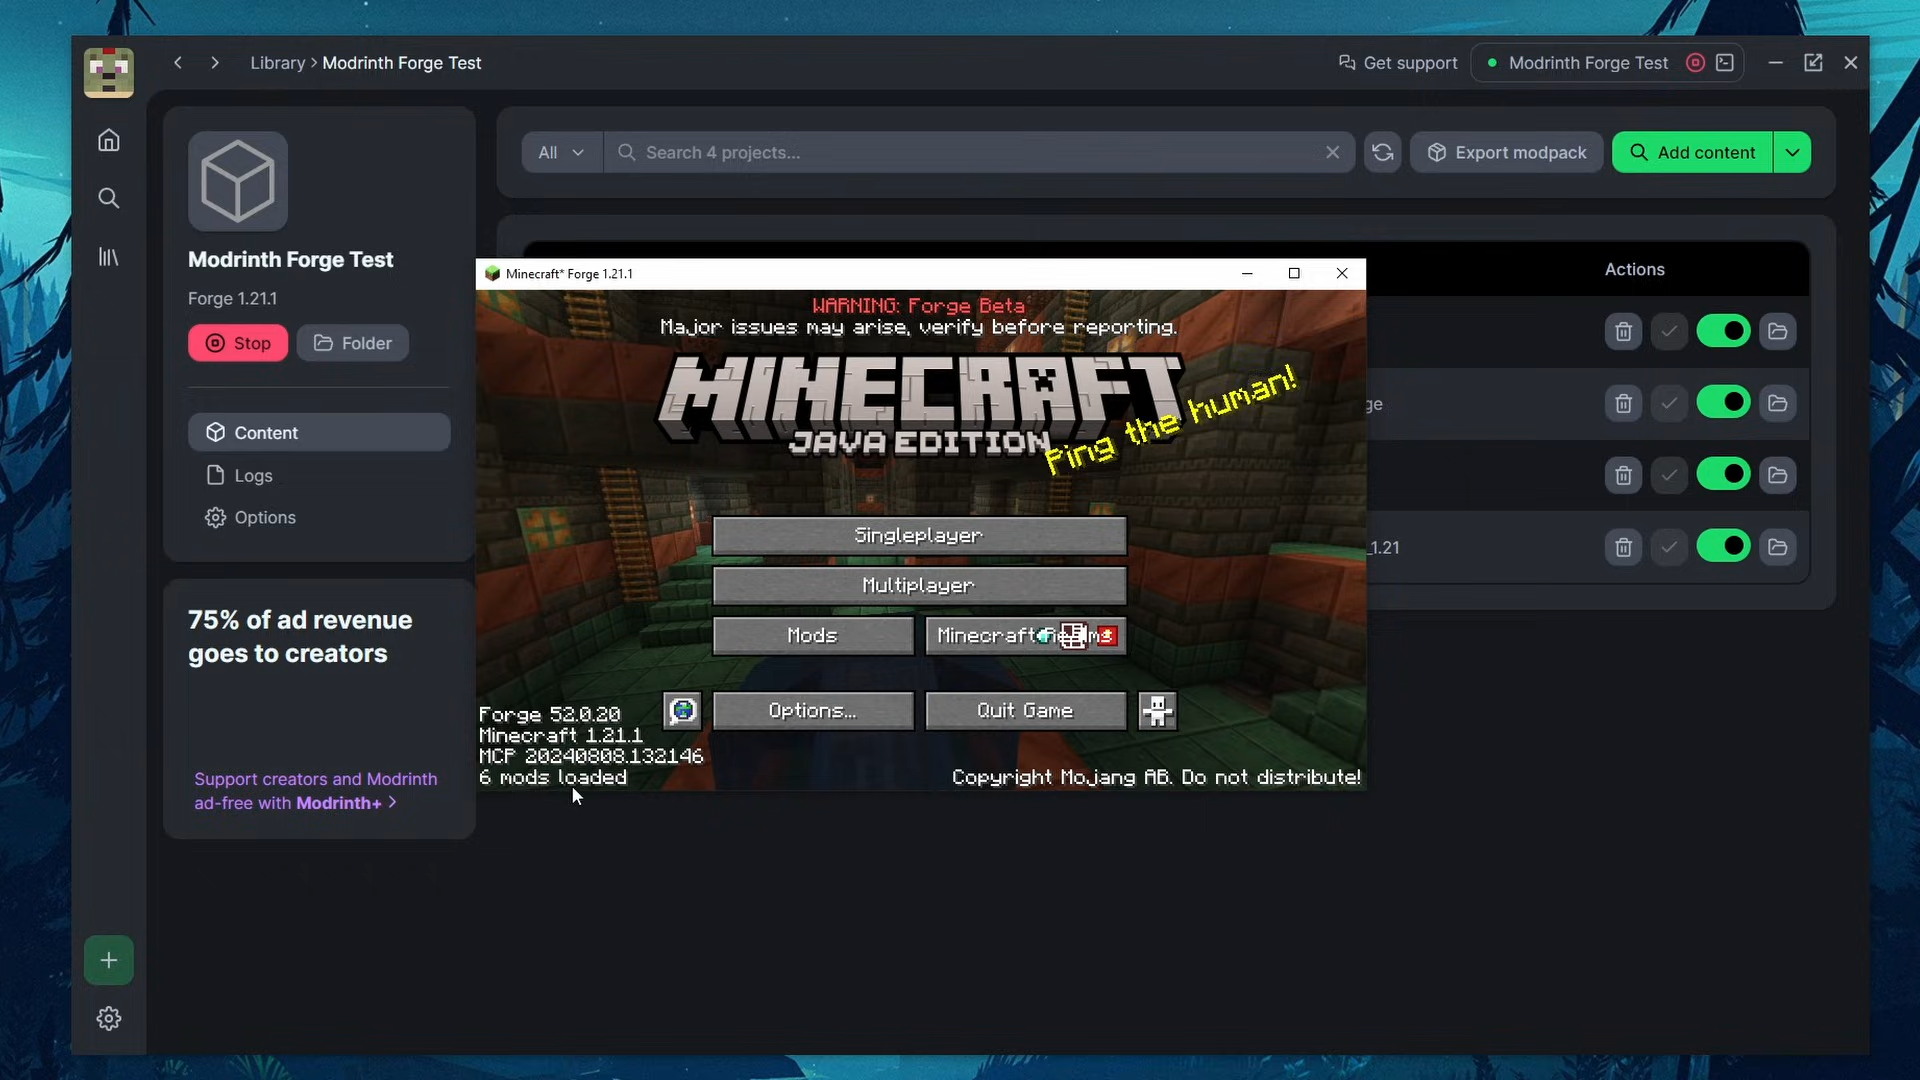 Library > Modrinth Forge Test
Get support
Modrinth Forge Test
Modrinth Forge Test
Forge 1.21.1
Stop
Folder
Content
Logs
Options
75% of ad revenue
goes to creators
Support creators and Modrinth
ad-free with Modrinth+ >
All
Search 4 projects...
Export modpack
Add content
Actions
ge
_1.21
Minecraft* Forge 1.21.1
WARNING: Forge Beta
Major issues may arise, verify before reporting.
MINECRAFT
JAVA EDITION
Ping the human!
Singleplayer
Multiplayer
Mods
Minecraft
Options...
Quit Game
Forge 52.0.20
Minecraft 1.21.1
MCP 20240808.132146
6 mods loaded
Copyright Mojang AB. Do not distribute!